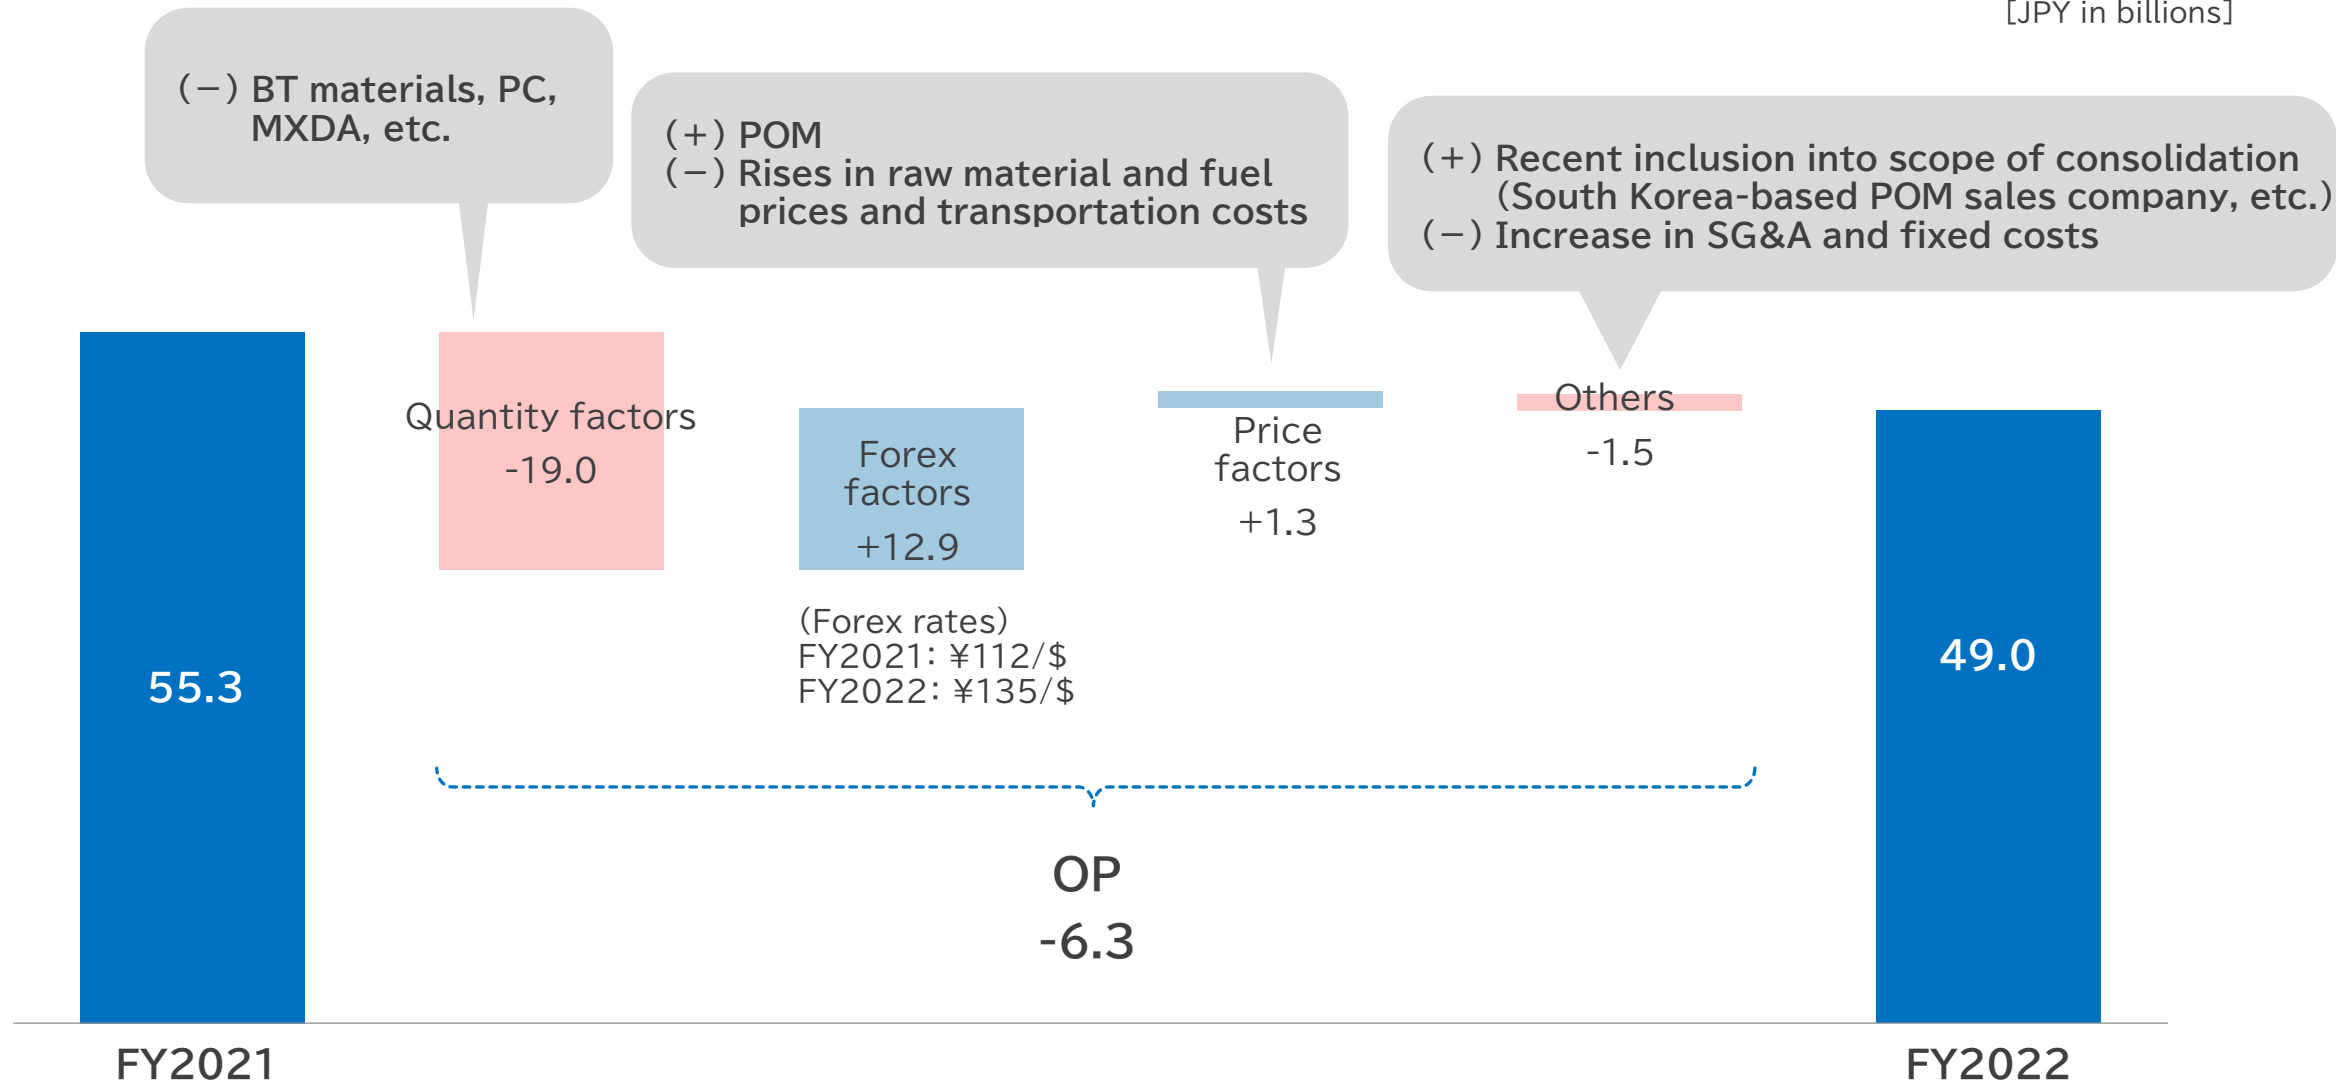 [JPY in billions]
(−) BT materials, PC,
MXDA, etc.
(+) POM
(−) Rises in raw material and fuel
prices and transportation costs
(+) Recent inclusion into scope of consolidation
(South Korea-based POM sales company, etc.)
(−) Increase in SG&A and fixed costs
Quantity factors
-19.0
Forex
factors
+12.9
Price
factors
+1.3
Others
-1.5
(Forex rates)
FY2021: ¥112/$
FY2022: ¥135/$
55.3
49.0
OP
-6.3
FY2021
FY2022